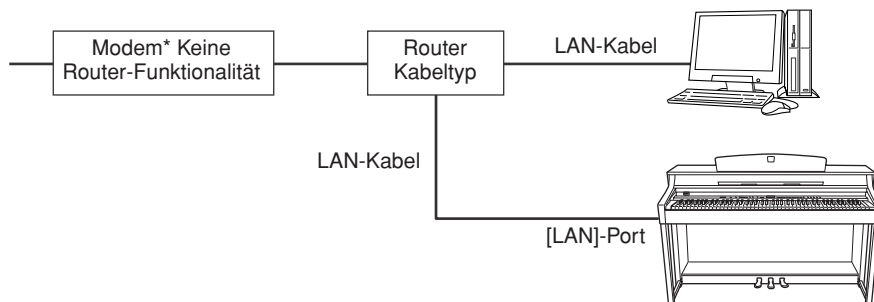 Modem* Keine
Router-Funktionalität
Router
Kabeltyp
LAN-Kabel
LAN-Kabel
[LAN]-Port